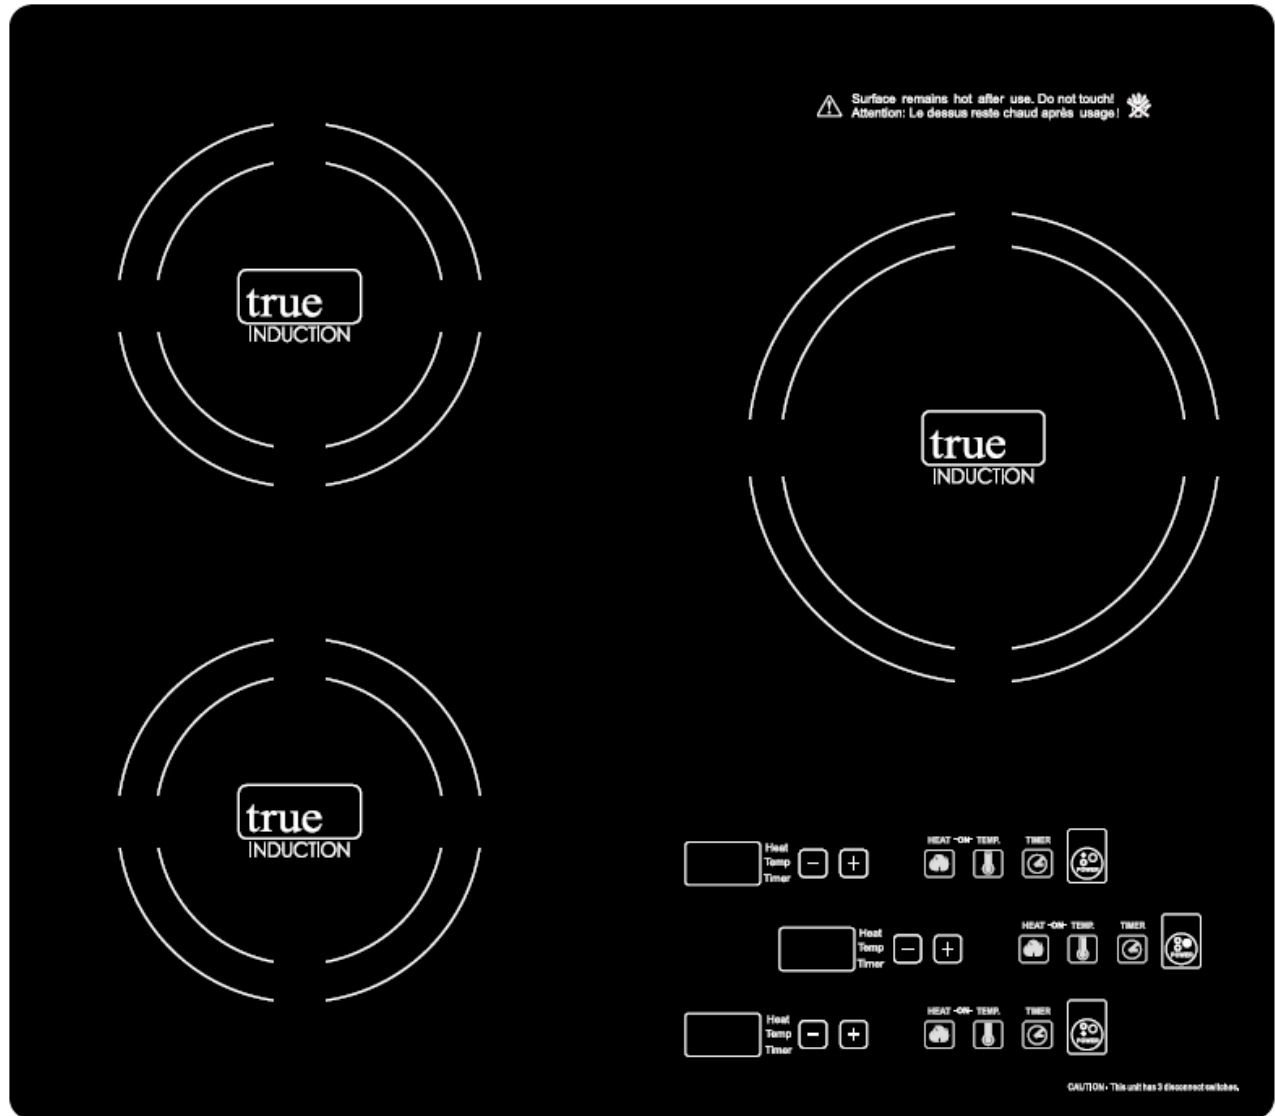 Surface remains hot after use. Do not touch!
Attention: Le dessus reste chaud après usage!
true
INDUCTION
true
INDUCTION
true
INDUCTION
Heat
Temp
Timer
HEAT -ON- TEMP. TIMER
POWER
Heat
Temp
Timer
HEAT -ON- TEMP. TIMER
POWER
Heat
Temp
Timer
HEAT -ON- TEMP. TIMER
POWER
CAUTION - This unit has 3 disconnect switches.